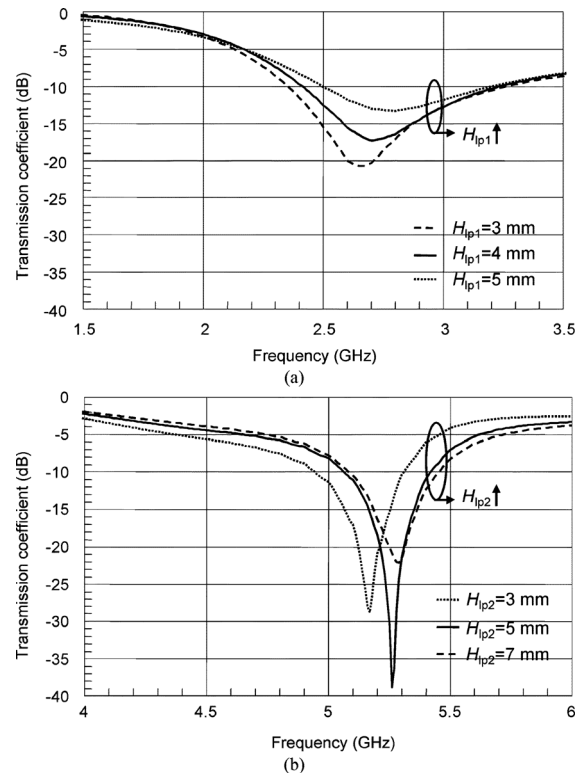 0
-5
-10
-15
-20
-25
-30
-35
-40
Transmission coefficient (dB)
Hlp1
Hlp1=3 mm
Hlp1=4 mm
Hlp1=5 mm
1.5 2 2.5 3 3.5
Frequency (GHz)
(a)
0
-5
-10
-15
-20
-25
-30
-35
-40
Transmission coefficient (dB)
Hlp2
Hlp2=3 mm
Hlp2=5 mm
Hlp2=7 mm
4 4.5 5 5.5 6
Frequency (GHz)
(b)